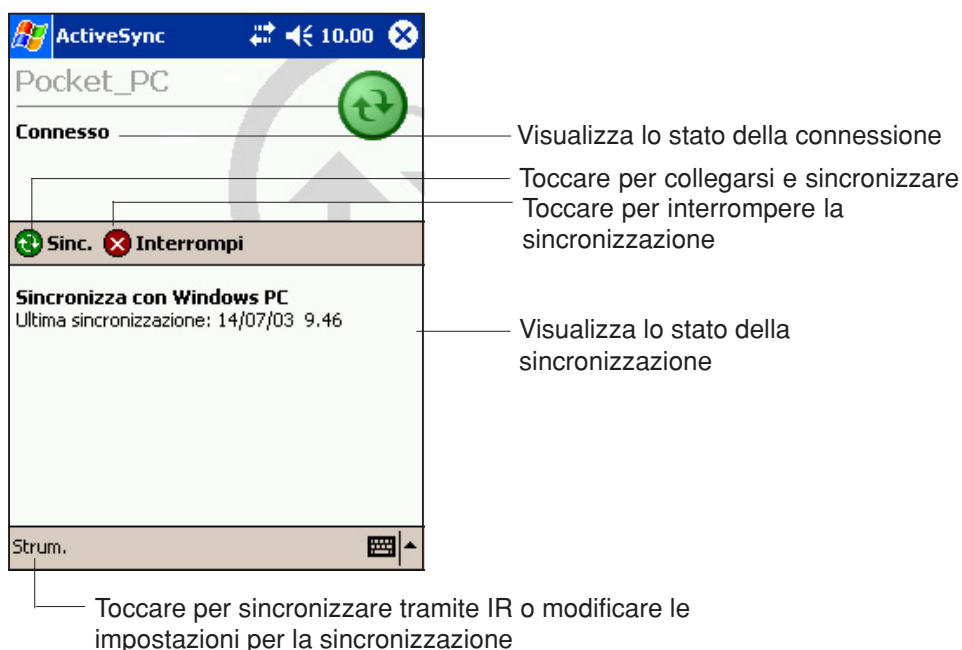 ActiveSync 10.00
Pocket_PC
Connesso
Visualizza lo stato della connessione
Toccare per collegarsi e sincronizzare
Toccare per interrompere la
sincronizzazione
Sinc. Interrompi
Sincronizza con Windows PC
Ultima sincronizzazione: 14/07/03 9.46
Visualizza lo stato della
sincronizzazione
Strum.
Toccare per sincronizzare tramite IR o modificare le
impostazioni per la sincronizzazione